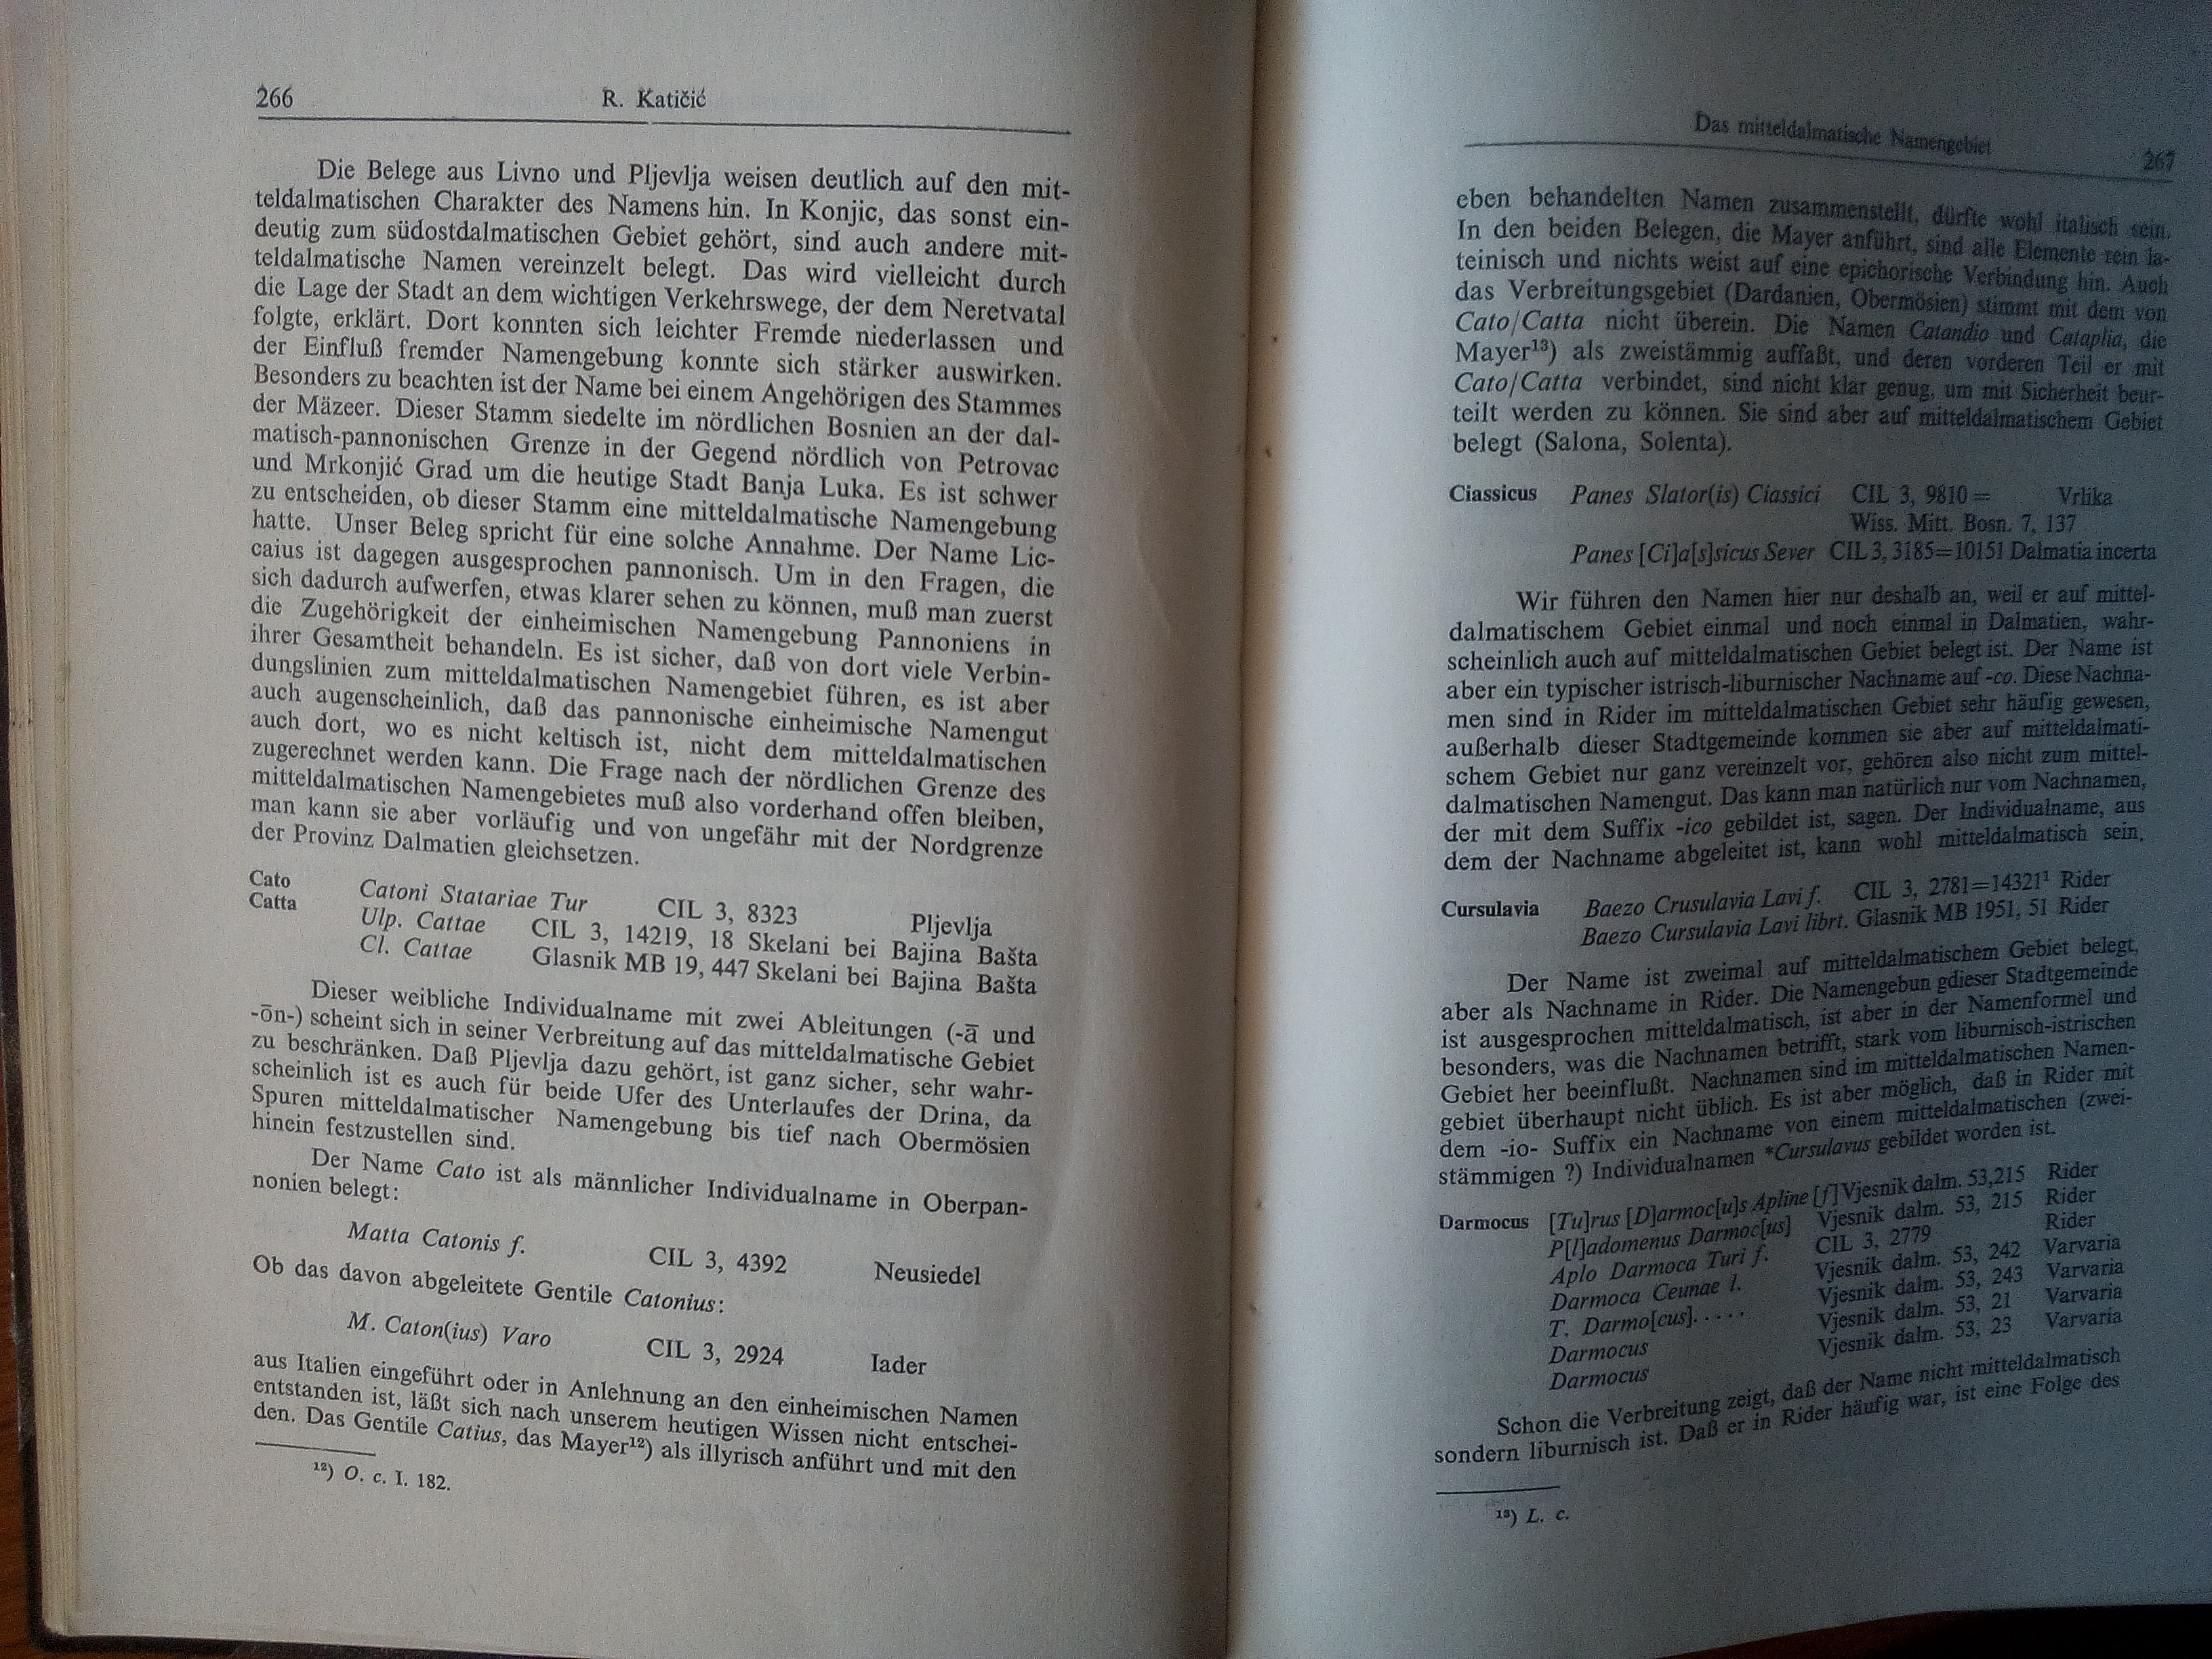 266
R. Katičić
Die Belege aus Livno und Pljevlja weisen deutlich auf den mit-
teldalmatischen Charakter des Namens hin. In Konjic, das sonst ein-
deutig zum südostdalmatischen Gebiet gehört, sind auch andere mit-
teldalmatische Namen vereinzelt belegt. Das wird vielleicht durch
die Lage der Stadt an dem wichtigen Verkehrswege, der dem Neretvatal
folgte, erklärt. Dort konnten sich leichter Fremde niederlassen und
der Einfluß fremder Namengebung konnte sich stärker auswirken.
Besonders zu beachten ist der Name bei einem Angehörigen des Stammes
der Mäzeer. Dieser Stamm siedelte im nördlichen Bosnien an der dal-
matisch-pannonischen Grenze in der Gegend nördlich von Petrovac
und Mrkonjić Grad um die heutige Stadt Banja Luka. Es ist schwer
zu entscheiden, ob dieser Stamm eine mitteldalmatische Namengebung
hatte. Unser Beleg spricht für eine solche Annahme. Der Name Lic-
caius ist dagegen ausgesprochen pannonisch. Um in den Fragen, die
sich dadurch aufwerfen, etwas klarer sehen zu können, muß man zuerst
die Zugehörigkeit der einheimischen Namengebung Pannoniens in
ihrer Gesamtheit behandeln. Es ist sicher, daß von dort viele Verbin-
dungslinien zum mitteldalmatischen Namengebiet führen, es ist aber
auch augenscheinlich, daß das pannonische einheimische Namengut
auch dort, wo es nicht keltisch ist, nicht dem mitteldalmatischen
zugerechnet werden kann. Die Frage nach der nördlichen Grenze des
mitteldalmatischen Namengebietes muß also vorderhand offen bleiben,
man kann sie aber vorläufig und von ungefähr mit der Nordgrenze
der Provinz Dalmatien gleichsetzen.
Cato Catoni Statariae Tur CIL 3, 8323 Pljevlja
Catta Ulp. Cattae CIL 3, 14219, 18 Skelani bei Bajina Bašta
Cl. Cattae Glasnik MB 19, 447 Skelani bei Bajina Bašta
Dieser weibliche Individualname mit zwei Ableitungen (-ā und
-ōn-) scheint sich in seiner Verbreitung auf das mitteldalmatische Gebiet
zu beschränken. Daß Pljevlja dazu gehört, ist ganz sicher, sehr wahr-
scheinlich ist es auch für beide Ufer des Unterlaufes der Drina, da
Spuren mitteldalmatischer Namengebung bis tief nach Obermösien
hinein festzustellen sind.
Der Name Cato ist als männlicher Individualname in Oberpan-
nonien belegt:
Matta Catonis f. CIL 3, 4392 Neusiedel
Ob das davon abgeleitete Gentile Catonius:
M. Caton(ius) Varo CIL 3, 2924 Iader
aus Italien eingeführt oder in Anlehnung an den einheimischen Namen
entstanden ist, läßt sich nach unserem heutigen Wissen nicht entschei-
den. Das Gentile Catius, das Mayer¹²) als illyrisch anführt und mit den
¹²) O. c. I. 182.
Das mitteldalmatische Namengebiet
267
eben behandelten Namen zusammenstellt, dürfte wohl italisch sein.
In den beiden Belegen, die Mayer anführt, sind alle Elemente rein la-
teinisch und nichts weist auf eine epichorische Verbindung hin. Auch
das Verbreitungsgebiet (Dardanien, Obermösien) stimmt mit dem von
Cato/Catta nicht überein. Die Namen Catandio und Cataplia, die
Mayer¹³) als zweistämmig auffaßt, und deren vorderen Teil er mit
Cato/Catta verbindet, sind nicht klar genug, um mit Sicherheit beur-
teilt werden zu können. Sie sind aber auf mitteldalmatischem Gebiet
belegt (Salona, Solenta).
Ciassicus Panes Slator(is) Ciassici CIL 3, 9810 = Vrlika
Wiss. Mitt. Bosn. 7, 137
Panes [Ci]a[s]sicus Sever CIL 3, 3185=10151 Dalmatia incerta
Wir führen den Namen hier nur deshalb an, weil er auf mittel-
dalmatischem Gebiet einmal und noch einmal in Dalmatien, wahr-
scheinlich auch auf mitteldalmatischen Gebiet belegt ist. Der Name ist
aber ein typischer istrisch-liburnischer Nachname auf -co. Diese Nachna-
men sind in Rider im mitteldalmatischen Gebiet sehr häufig gewesen,
außerhalb dieser Stadtgemeinde kommen sie aber auf mitteldalmati-
schem Gebiet nur ganz vereinzelt vor, gehören also nicht zum mittel-
dalmatischen Namengut. Das kann man natürlich nur vom Nachnamen,
der mit dem Suffix -ico gebildet ist, sagen. Der Individualname, aus
dem der Nachname abgeleitet ist, kann wohl mitteldalmatisch sein.
Cursulavia Baezo Crusulavia Lavi f. CIL 3, 2781=14321¹ Rider
Baezo Cursulavia Lavi librt. Glasnik MB 1951, 51 Rider
Der Name ist zweimal auf mitteldalmatischem Gebiet belegt,
aber als Nachname in Rider. Die Namengebun gdieser Stadtgemeinde
ist ausgesprochen mitteldalmatisch, ist aber in der Namenformel und
besonders, was die Nachnamen betrifft, stark vom liburnisch-istrischen
Gebiet her beeinflußt. Nachnamen sind im mitteldalmatischen Namen-
gebiet überhaupt nicht üblich. Es ist aber möglich, daß in Rider mit
dem -io- Suffix ein Nachname von einem mitteldalmatischen (zwei-
stämmigen ?) Individualnamen *Cursulavus gebildet worden ist.
Darmocus [Tu]rus [D]armoc[u]s Apline [f] Vjesnik dalm. 53,215 Rider
P[l]adomenus Darmoc[us] Vjesnik dalm. 53, 215 Rider
Aplo Darmoca Turi f. CIL 3, 2779 Rider
Darmoca Ceunae l. Vjesnik dalm. 53, 242 Varvaria
T. Darmo[cus]. . . . . Vjesnik dalm. 53, 243 Varvaria
Darmocus Vjesnik dalm. 53, 21 Varvaria
Darmocus Vjesnik dalm. 53, 23 Varvaria
Schon die Verbreitung zeigt, daß der Name nicht mitteldalmatisch
sondern liburnisch ist. Daß er in Rider häufig war, ist eine Folge des
¹³) L. c.